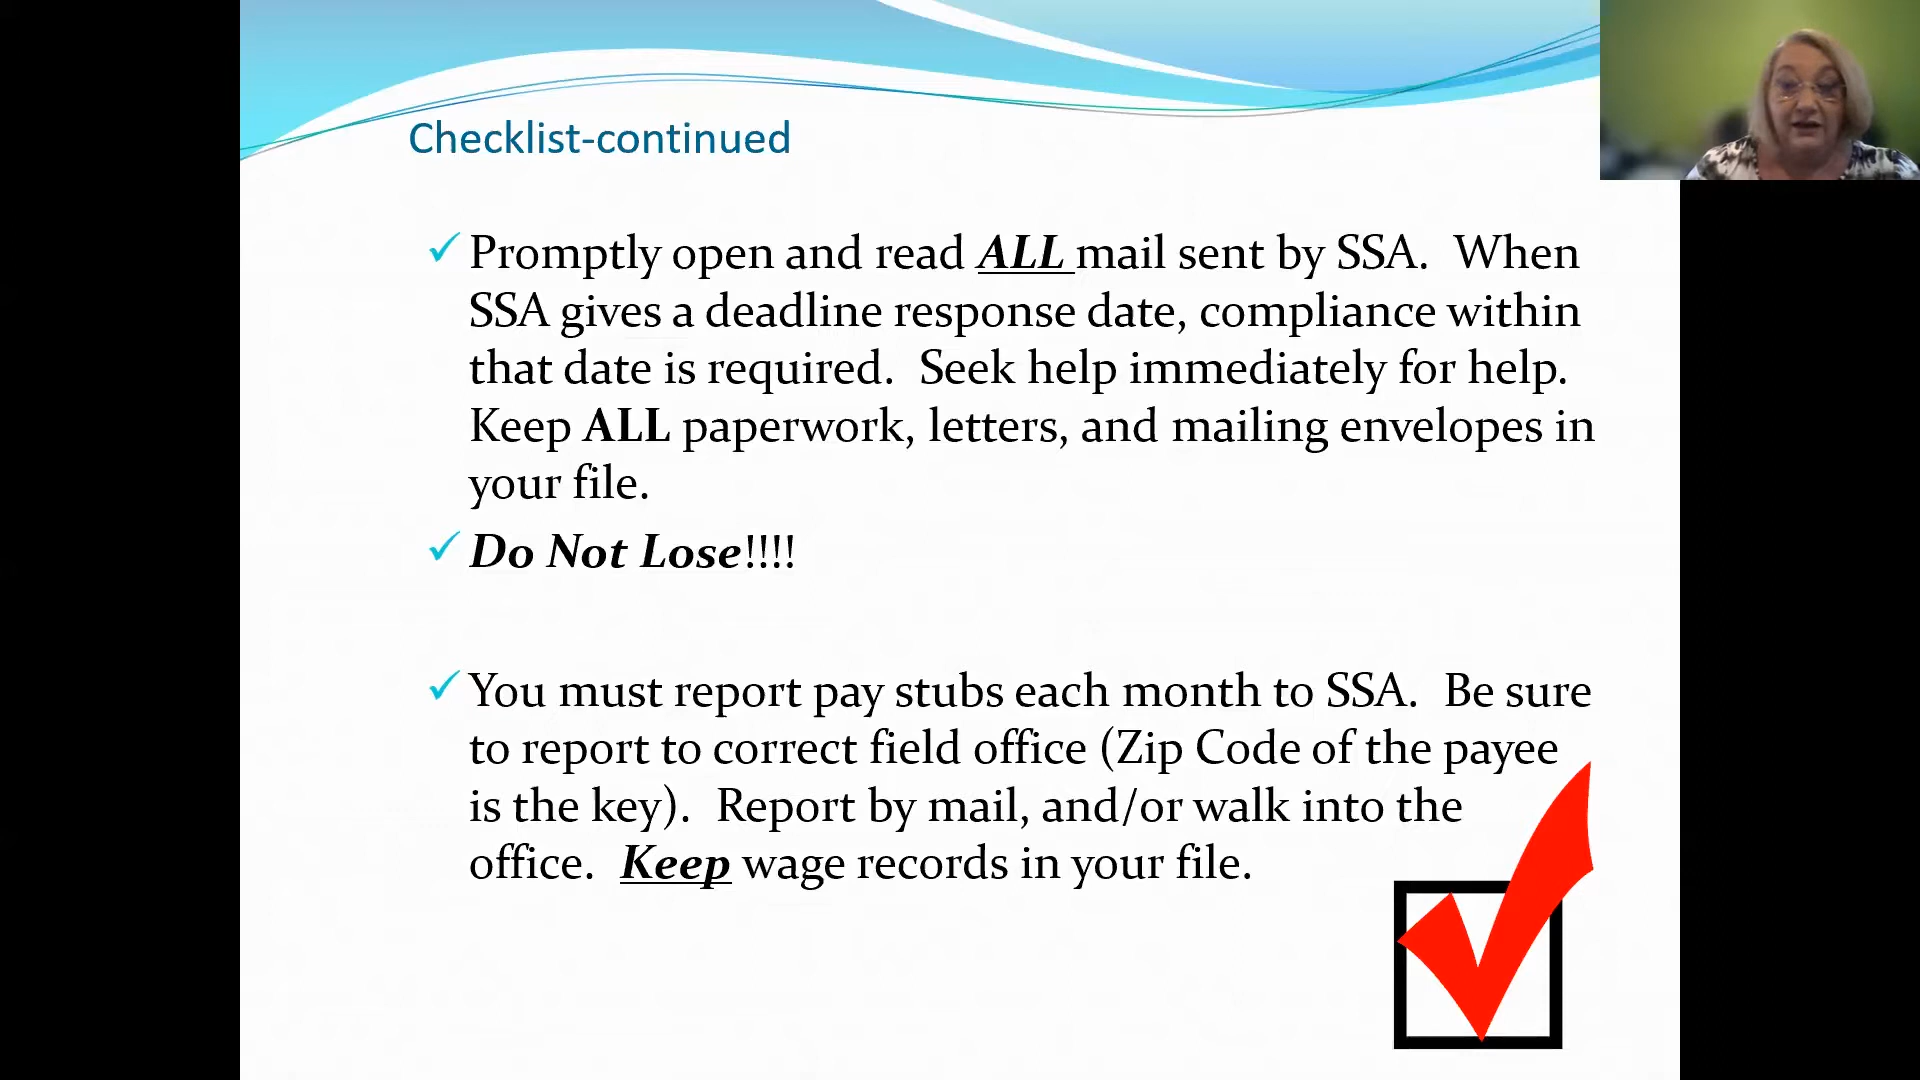 Checklist-continued
Promptly open and read ALL mail sent by SSA.  When
SSA gives a deadline response date, compliance within
that date is required.  Seek help immediately for help.
Keep ALL paperwork, letters, and mailing envelopes in
your file.
Do Not Lose!!!!
You must report pay stubs each month to SSA.  Be sure
to report to correct field office (Zip Code of the payee
is the key).  Report by mail, and/or walk into the
office.  Keep wage records in your file.